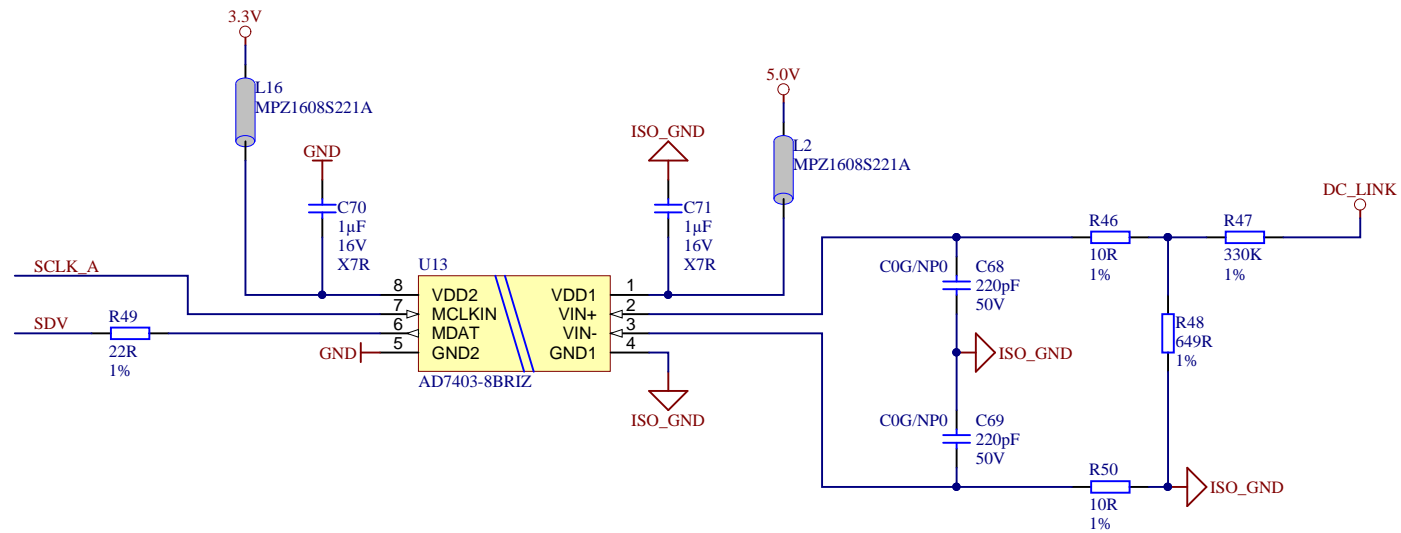 3.3V
L16
MPZ1608S221A
GND
C70
1µF
16V
X7R
ISO_GND
C71
1µF
16V
X7R
5.0V
L2
MPZ1608S221A
DC_LINK
R46
10R
1%
R47
330K
1%
C0G/NP0
C68
220pF
50V
R48
649R
1%
ISO_GND
C0G/NP0
C69
220pF
50V
R50
10R
1%
ISO_GND
SCLK_A
SDV
R49
22R
1%
GND
U13
8
VDD2
VDD1
1
7
MCLKIN
VIN+
2
6
MDAT
VIN-
3
5
GND2
GND1
4
AD7403-8BRIZ
ISO_GND